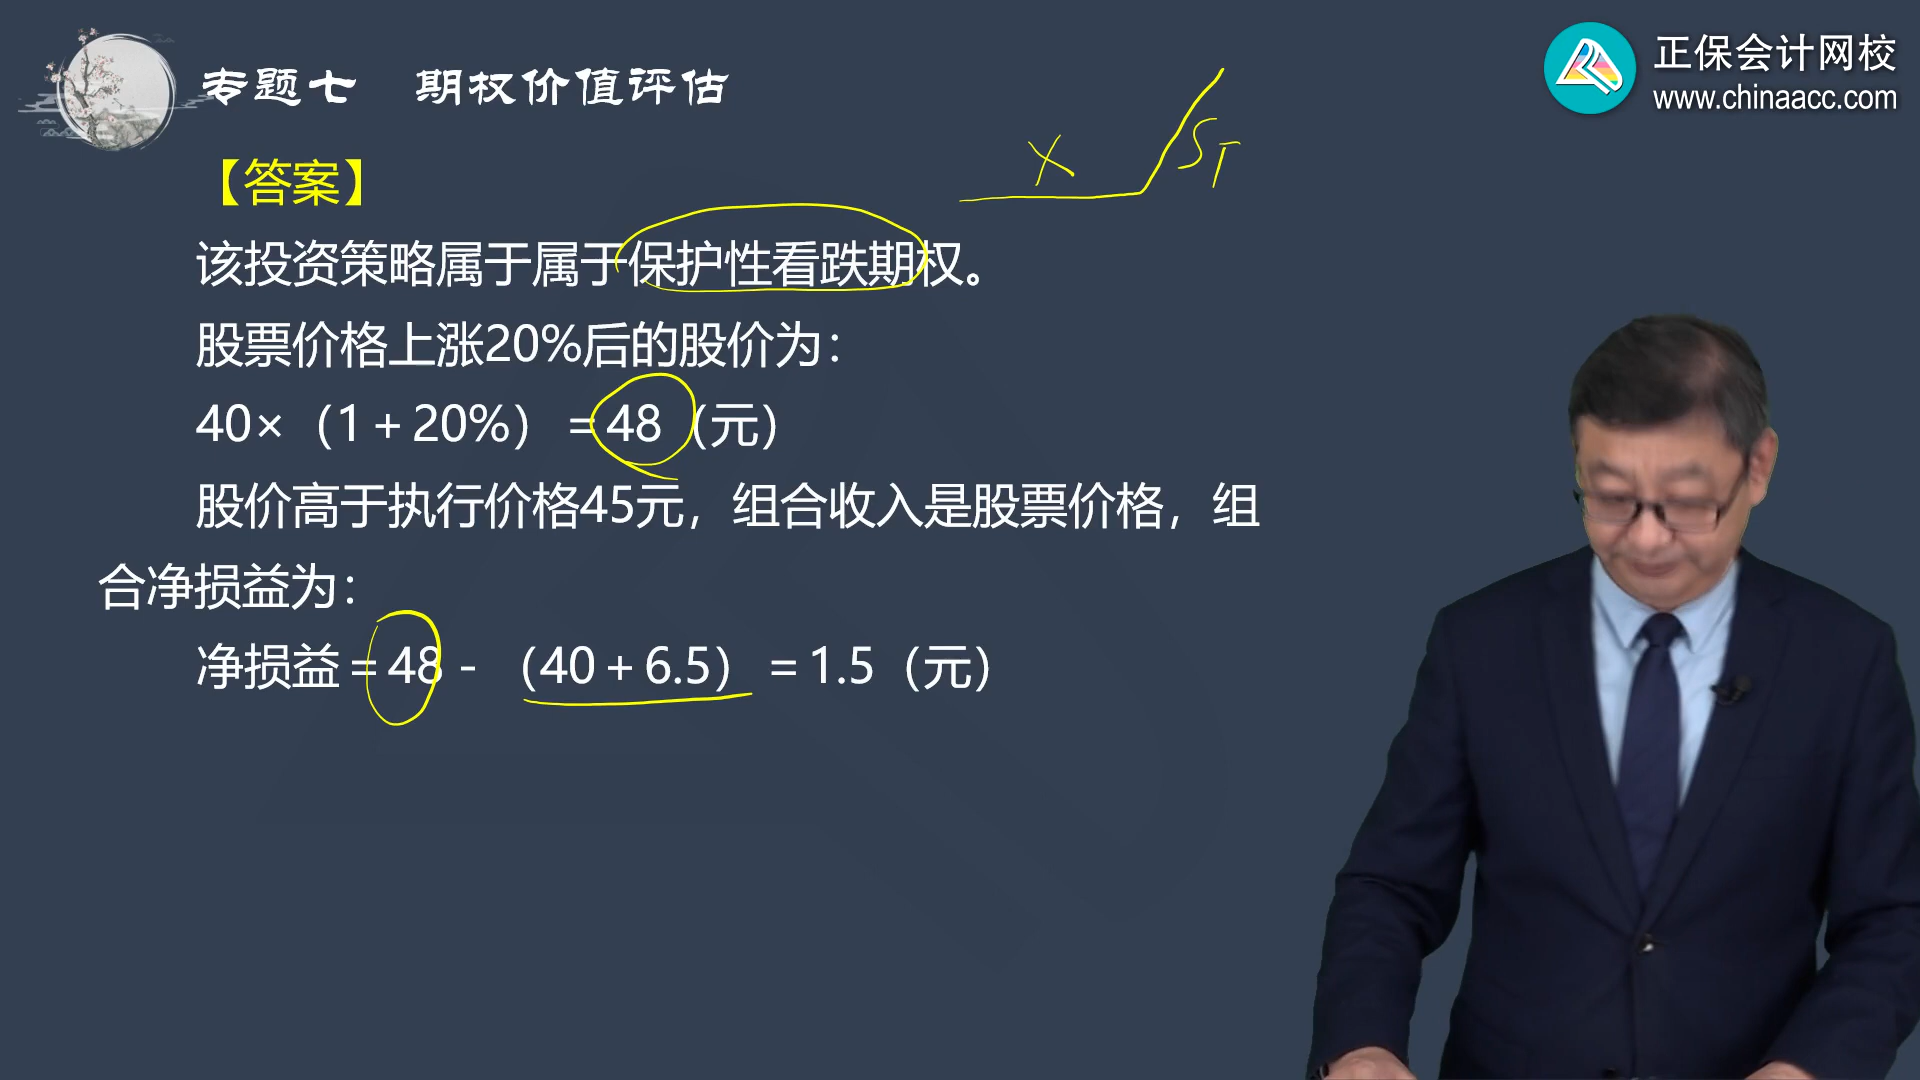 专题七 期权价值评估
正保会计网校
www.chinaacc.com
X
ST
【答案】
该投资策略属于属于保护性看跌期权。
股票价格上涨20%后的股价为：
40×（1＋20%）＝48（元）
股价高于执行价格45元，组合收入是股票价格，组
合净损益为：
净损益＝48－（40＋6.5）＝1.5（元）